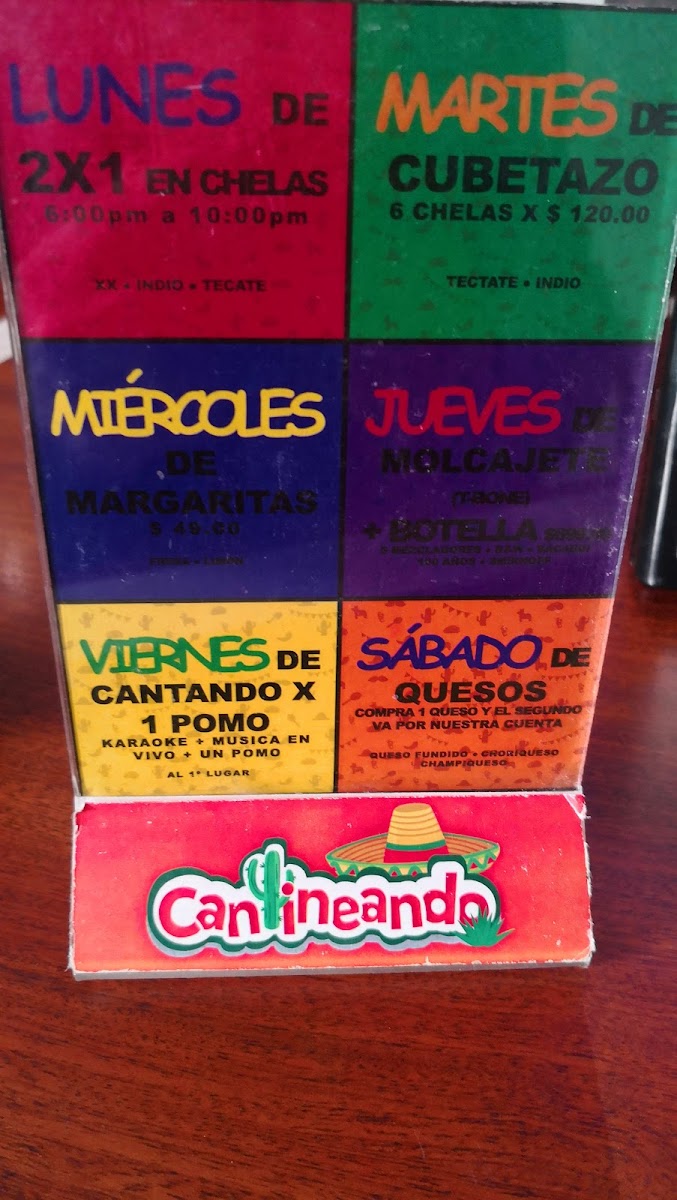 LUNES DE
2X1 EN CHELAS
6:00pm a 10:00pm
XX • INDIO • TECATE
MARTES DE
CUBETAZO
6 CHELAS X $ 120.00
TECTATE • INDIO
MIÉRCOLES
DE
MARGARITAS
JUEVES DE
MOLCAJETE
(T-BONE)
+ BOTELLA
5 MEZCLADORES
VIERNES DE
CANTANDO X
1 POMO
KARAOKE + MUSICA EN
VIVO + UN POMO
AL 1º LUGAR
SÁBADO DE
QUESOS
COMPRA 1 QUESO Y EL SEGUNDO
VA POR NUESTRA CUENTA
QUESO FUNDIDO • CHORIQUESO
CHAMPIQUESO
Cantineando